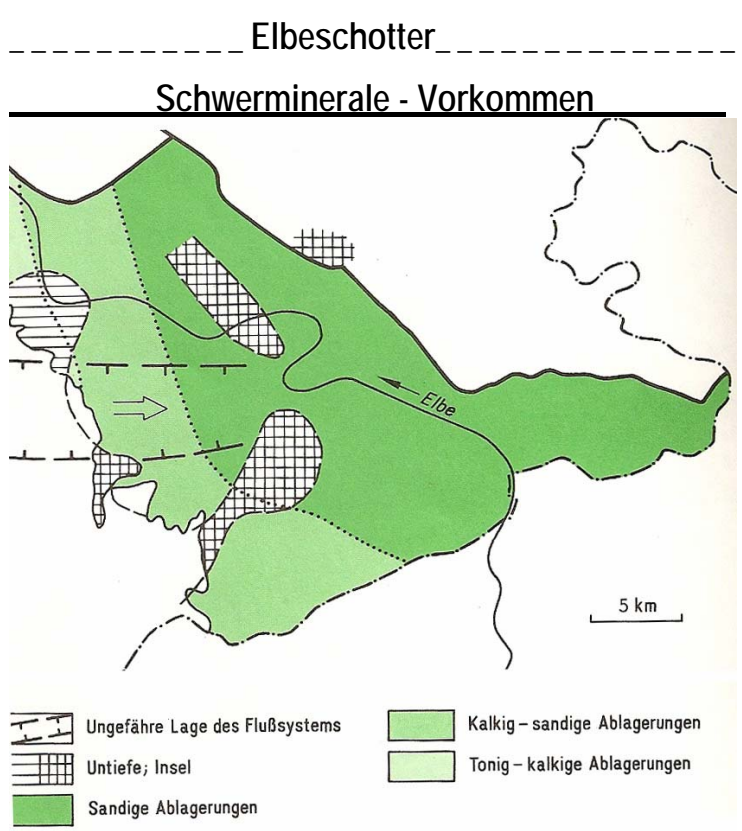 Elbeschotter
Schwerminerale - Vorkommen
Elbe
5 km
Ungefähre Lage des Flußsystems
Untiefe; Insel
Sandige Ablagerungen
Kalkig – sandige Ablagerungen
Tonig – kalkige Ablagerungen